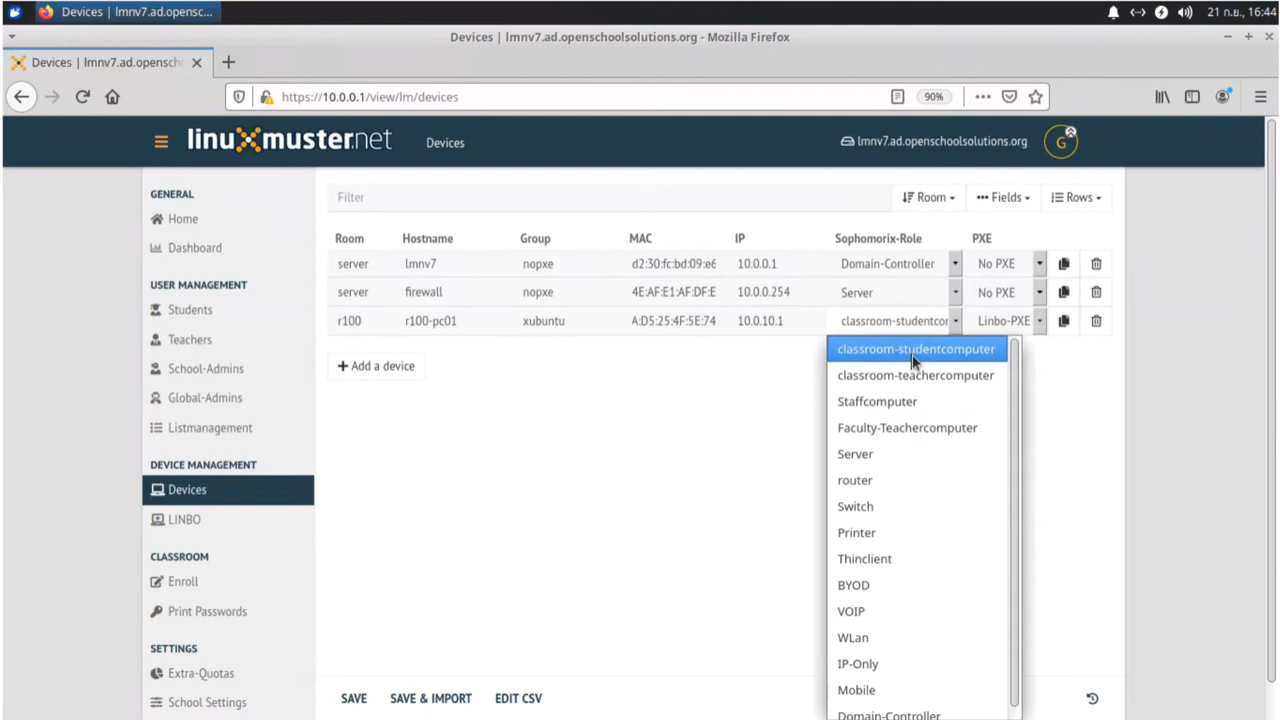 Devices | lmnv7.ad.opensc...
21 ก.ย., 16:44
Devices | lmnv7.ad.openschoolsolutions.org - Mozilla Firefox
Devices | lmnv7.ad.opensch
https://10.0.0.1/view/lm/devices
90%
linuxmuster.net
Devices
lmnv7.ad.openschoolsolutions.org
G
GENERAL
Home
Dashboard
USER MANAGEMENT
Students
Teachers
School-Admins
Global-Admins
Listmanagement
DEVICE MANAGEMENT
Devices
LINBO
CLASSROOM
Enroll
Print Passwords
SETTINGS
Extra-Quotas
School Settings
Filter
Room
Fields
Rows
Room Hostname Group MAC IP Sophomorix-Role PXE
server lmnv7 nopxe d2:30:fc:bd:09:e6 10.0.0.1 Domain-Controller No PXE
server firewall nopxe 4E:AF:E1:AF:DF:E 10.0.0.254 Server No PXE
r100 r100-pc01 xubuntu A:D5:25:4F:5E:74 10.0.10.1 classroom-studentcor Linbo-PXE
+ Add a device
classroom-studentcomputer
classroom-teachercomputer
Staffcomputer
Faculty-Teachercomputer
Server
router
Switch
Printer
Thinclient
BYOD
VOIP
WLan
IP-Only
Mobile
Domain-Controller
SAVE
SAVE & IMPORT
EDIT CSV